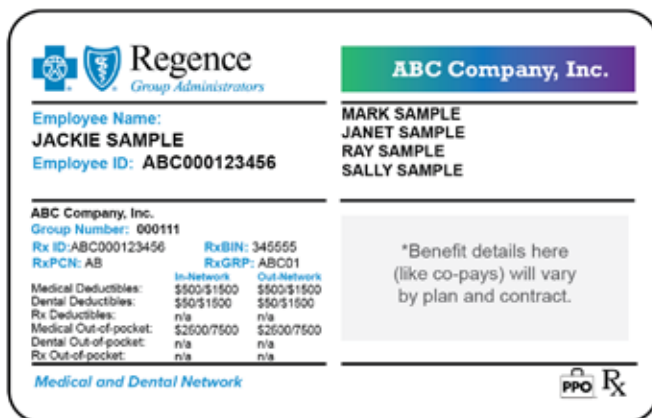 Regence
Group Administrators
ABC Company, Inc.
Employee Name:
JACKIE SAMPLE
Employee ID: ABC000123456
MARK SAMPLE
JANET SAMPLE
RAY SAMPLE
SALLY SAMPLE
ABC Company, Inc.
Group Number: 000111
Rx ID:ABC000123456 RxBIN: 345555
RxPCN: AB RxGRP: ABC01
In-Network Out-Network
Medical Deductibles: $500/$1500 $500/$1500
Dental Deductibles: $50/$1500 $50/$1500
Rx Deductibles: n/a n/a
Medical Out-of-pocket: $2500/7500 $2500/7500
Dental Out-of-pocket: n/a n/a
Rx Out-of-pocket: n/a n/a
*Benefit details here
(like co-pays) will vary
by plan and contract.
Medical and Dental Network
PPO Rx